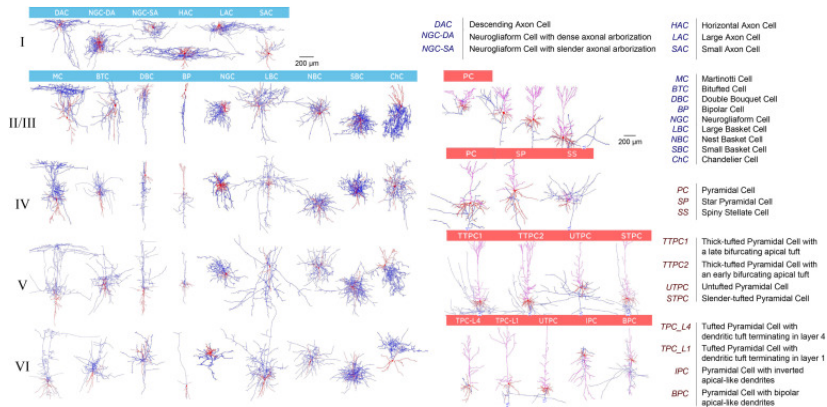 DAC NGC-DA NGC-SA HAC LAC SAC
I
200 μm
DAC Descending Axon Cell
NGC-DA Neurogliaform Cell with dense axonal arborization
NGC-SA Neurogliaform Cell with slender axonal arborization
HAC Horizontal Axon Cell
LAC Large Axon Cell
SAC Small Axon Cell
MC BTC DBC BP NGC LBC NBC SBC ChC
II/III
PC
200 μm
MC Martinotti Cell
BTC Bitufted Cell
DBC Double Bouquet Cell
BP Bipolar Cell
NGC Neurogliaform Cell
LBC Large Basket Cell
NBC Nest Basket Cell
SBC Small Basket Cell
ChC Chandelier Cell
IV
PC SP SS
PC Pyramidal Cell
SP Star Pyramidal Cell
SS Spiny Stellate Cell
V
TTPC1 TTPC2 UTPC STPC
TTPC1 Thick-tufted Pyramidal Cell with
a late bifurcating apical tuft
TTPC2 Thick-tufted Pyramidal Cell with
an early bifurcating apical tuft
UTPC Untufted Pyramidal Cell
STPC Slender-tufted Pyramidal Cell
VI
TPC-L4 TPC-L1 UTPC IPC BPC
TPC_L4 Tufted Pyramidal Cell with
dendritic tuft terminating in layer 4
TPC_L1 Tufted Pyramidal Cell with
dendritic tuft terminating in layer 1
IPC Pyramidal Cell with inverted
apical-like dendrites
BPC Pyramidal Cell with bipolar
apical-like dendrites